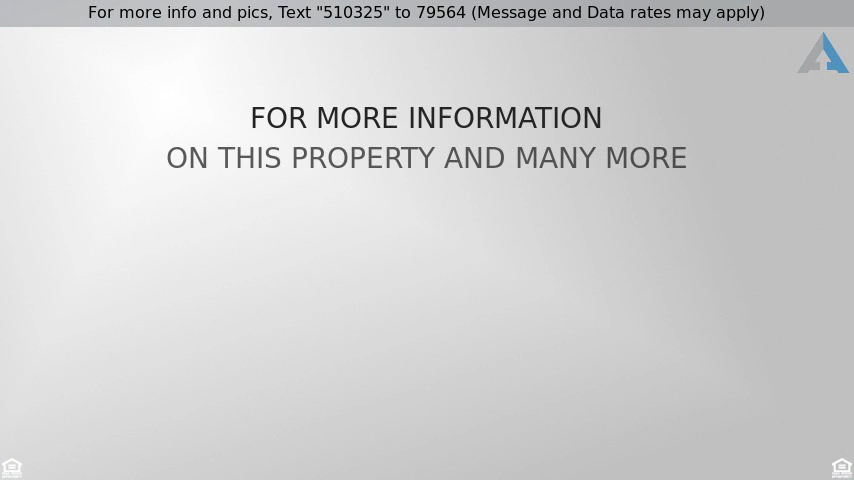 For more info and pics, Text "510325" to 79564 (Message and Data rates may apply)
FOR MORE INFORMATION
ON THIS PROPERTY AND MANY MORE